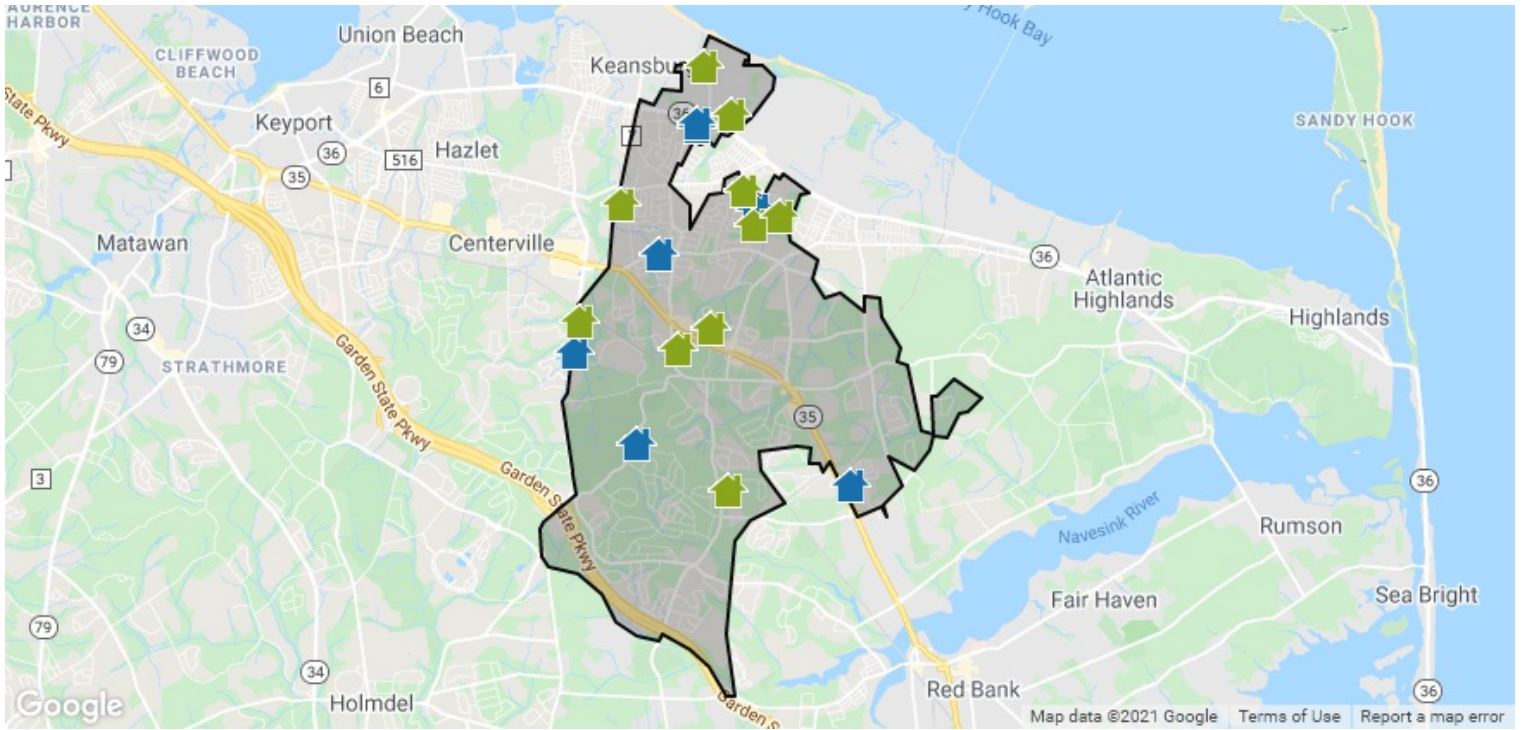 AURENCE
HARBOR
Union Beach
CLIFFWOOD
BEACH
Keansburg
Hook Bay
6
36
Keyport
36
SANDY HOOK
State Pkwy
516
Hazlet
35
Matawan
Centerville
36
Atlantic
Highlands
34
Highlands
79
STRATHMORE
Garden State Pkwy
35
3
Garden State Pkwy
36
Navesink River
Rumson
Fair Haven
Sea Bright
79
34
Red Bank
36
Holmdel
Garden S
Google
Map data ©2021 Google
Terms of Use
Report a map error